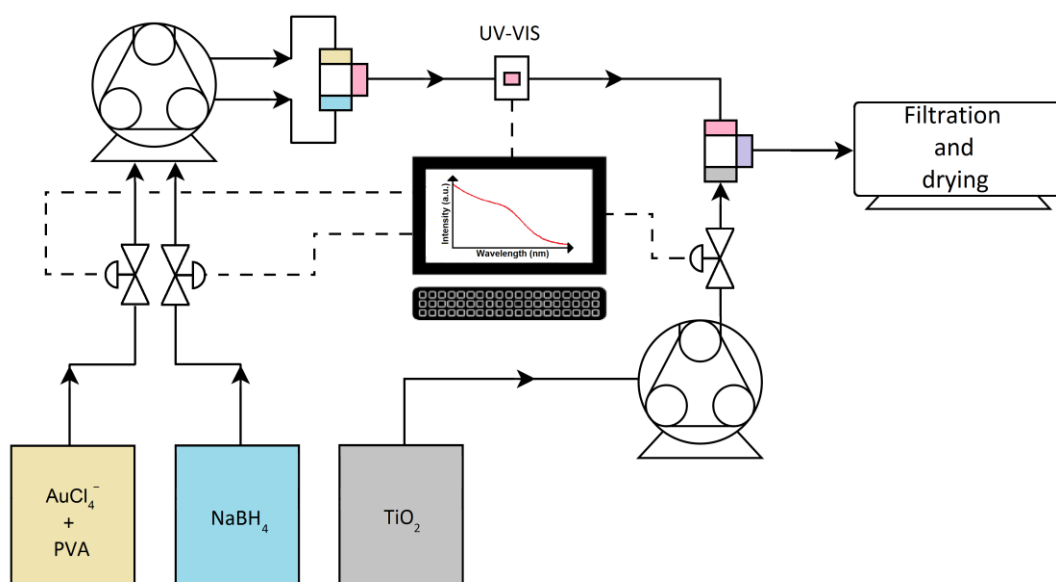 UV-VIS
Filtration
and
drying
Intensity (a.u.)
Wavelength (nm)
AuCl₄⁻
+
PVA
NaBH₄
TiO₂